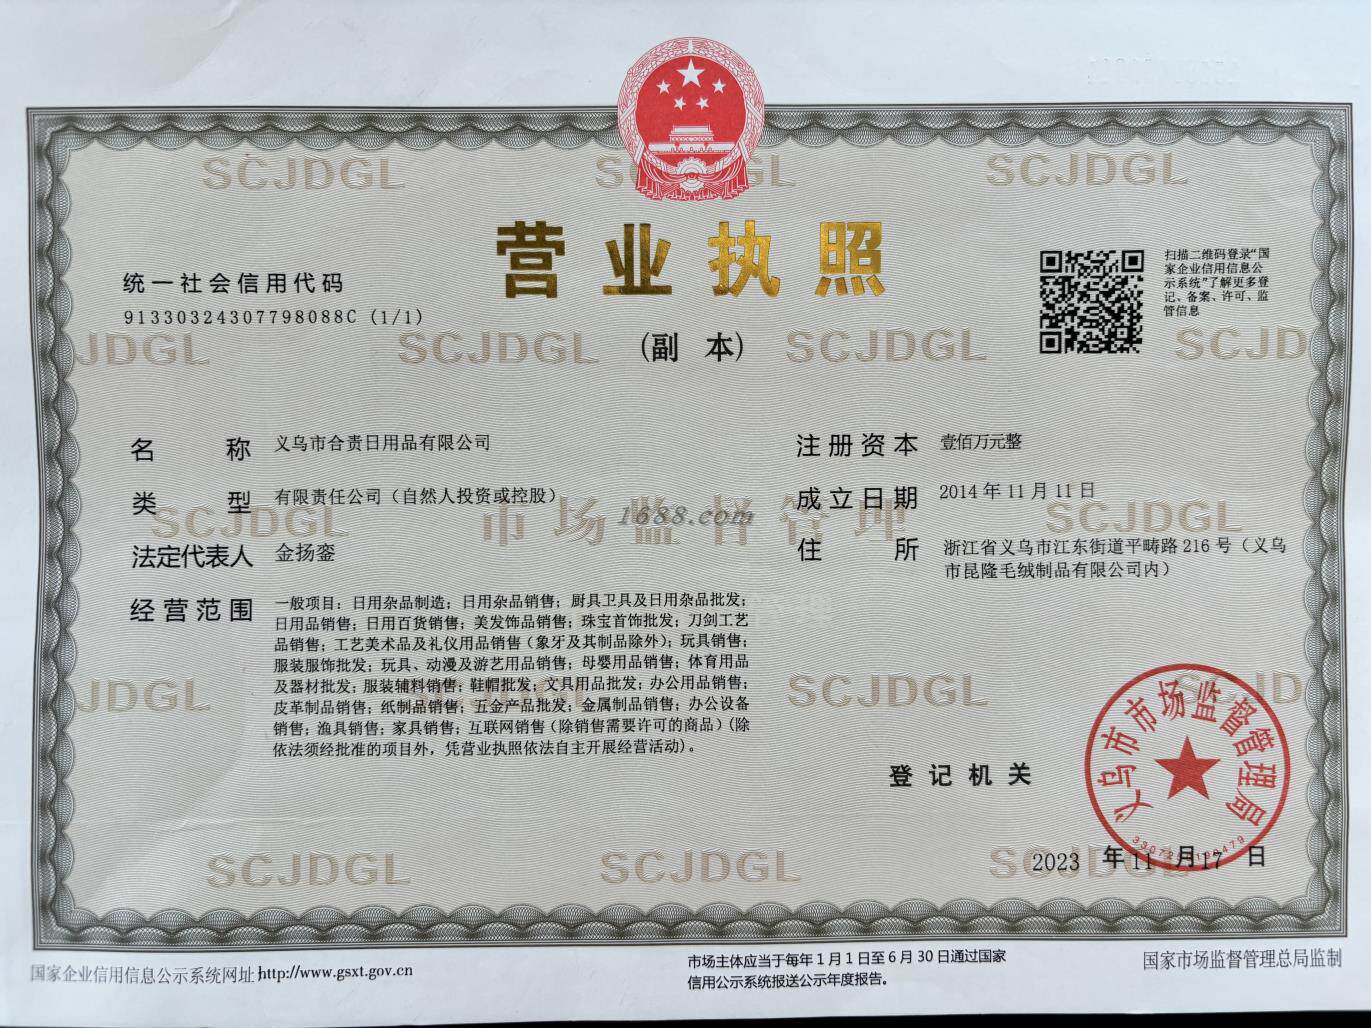 营业执照
(副 本)
统一社会信用代码
91330324307798088C (1/1)
扫描二维码登录“国
家企业信用信息公
示系统”了解更多登
记、备案、许可、监
管信息
名 称 义乌市合贵日用品有限公司
类 型 有限责任公司（自然人投资或控股）
法定代表人 金扬銮
经营范围 一般项目：日用杂品制造；日用杂品销售；厨具卫具及日用杂品批发；
日用品销售；日用百货销售；美发饰品销售；珠宝首饰批发；刀剑工艺
品销售；工艺美术品及礼仪用品销售（象牙及其制品除外）；玩具销售；
服装服饰批发；玩具、动漫及游艺用品销售；母婴用品销售；体育用品
及器材批发；服装辅料销售；鞋帽批发；文具用品批发；办公用品销售；
皮革制品销售；纸制品销售；五金产品批发；金属制品销售；办公设备
销售；渔具销售；家具销售；互联网销售（除销售需要许可的商品）（除
依法须经批准的项目外，凭营业执照依法自主开展经营活动）。
注册资本 壹佰万元整
成立日期 2014年11月11日
住 所 浙江省义乌市江东街道平畴路216号（义乌
市昆隆毛绒制品有限公司内）
市场监督管理
1688.com
SCJDGL
登记机关
义乌市市场监督管理局
2023 年 11 月 17 日
国家企业信用信息公示系统网址 http://www.gsxt.gov.cn
市场主体应当于每年1月1日至6月30日通过国家
信用公示系统报送公示年度报告。
国家市场监督管理总局监制